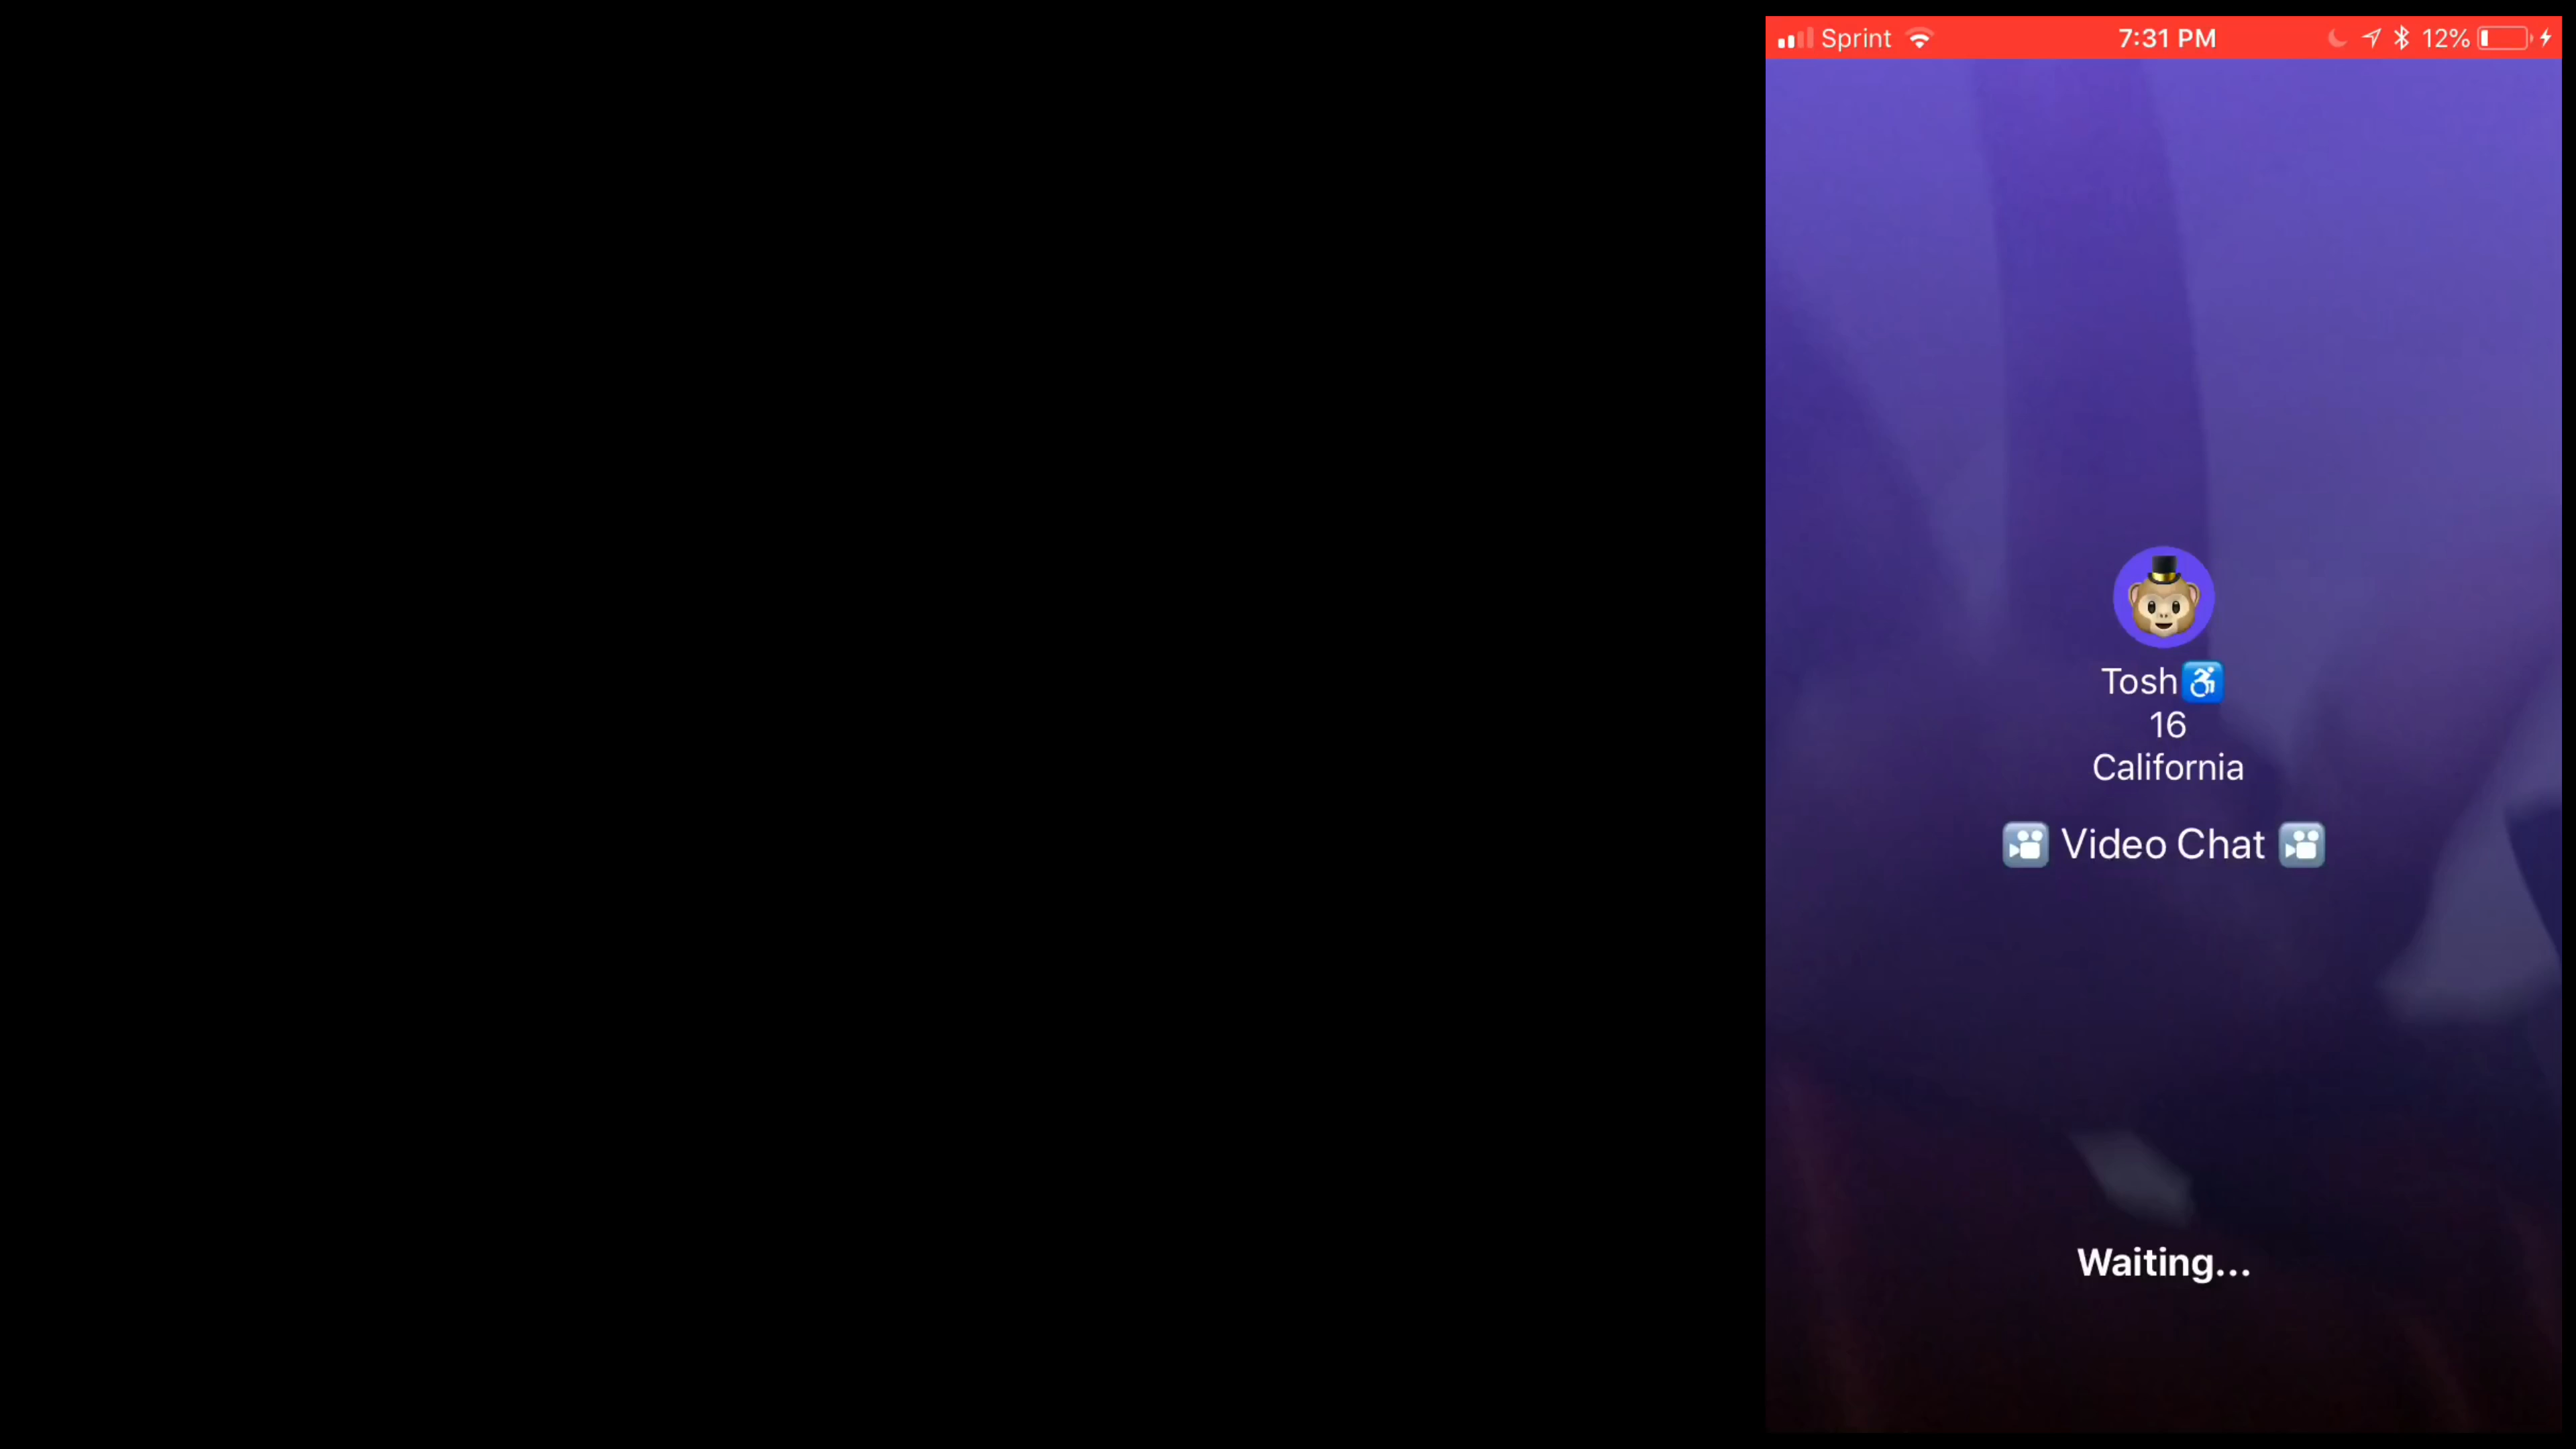 Sprint 7:31 PM 12%
Tosh♿
16
California
🎦 Video Chat 🎦
Waiting...